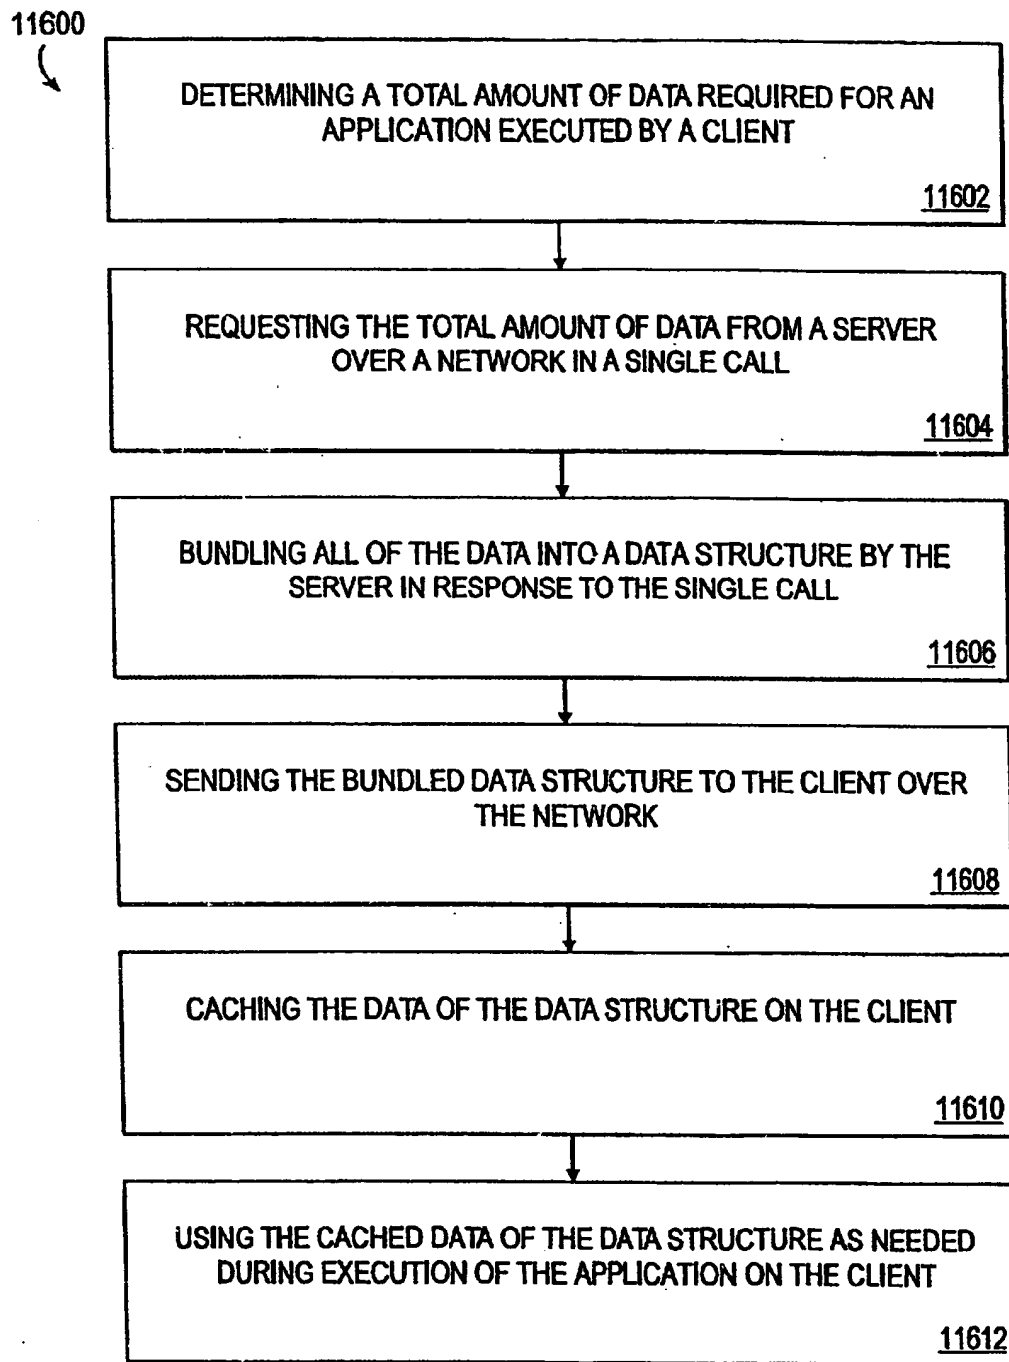 11600
DETERMINING A TOTAL AMOUNT OF DATA REQUIRED FOR AN
APPLICATION EXECUTED BY A CLIENT
11602
REQUESTING THE TOTAL AMOUNT OF DATA FROM A SERVER
OVER A NETWORK IN A SINGLE CALL
11604
BUNDLING ALL OF THE DATA INTO A DATA STRUCTURE BY THE
SERVER IN RESPONSE TO THE SINGLE CALL
11606
SENDING THE BUNDLED DATA STRUCTURE TO THE CLIENT OVER
THE NETWORK
11608
CACHING THE DATA OF THE DATA STRUCTURE ON THE CLIENT
11610
USING THE CACHED DATA OF THE DATA STRUCTURE AS NEEDED
DURING EXECUTION OF THE APPLICATION ON THE CLIENT
11612